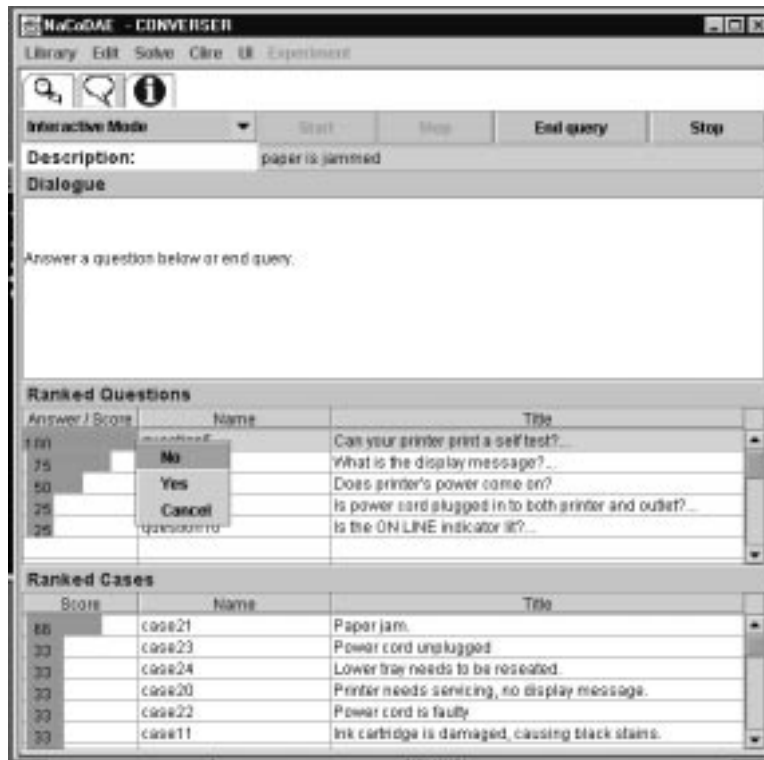 NaCoDAE - CONVERSER
Library Edit Solve Clire UI Experiment
Interactive Mode Start Stop End query Stop
Description: paper is jammed
Dialogue
Answer a question below or end query.
Ranked Questions
Answer / Score Name Title
100 Can your printer print a self test?...
75 What is the display message?...
50 Does printer's power come on?
25 Is power cord plugged in to both printer and outlet?...
25 Is the ON LINE indicator lit?...
No
Yes
Cancel
Ranked Cases
Score Name Title
66 case21 Paper jam.
33 case23 Power cord unplugged
33 case24 Lower tray needs to be reseated.
33 case20 Printer needs servicing, no display message.
33 case22 Power cord is faulty
33 case11 Ink cartridge is damaged, causing black stains.